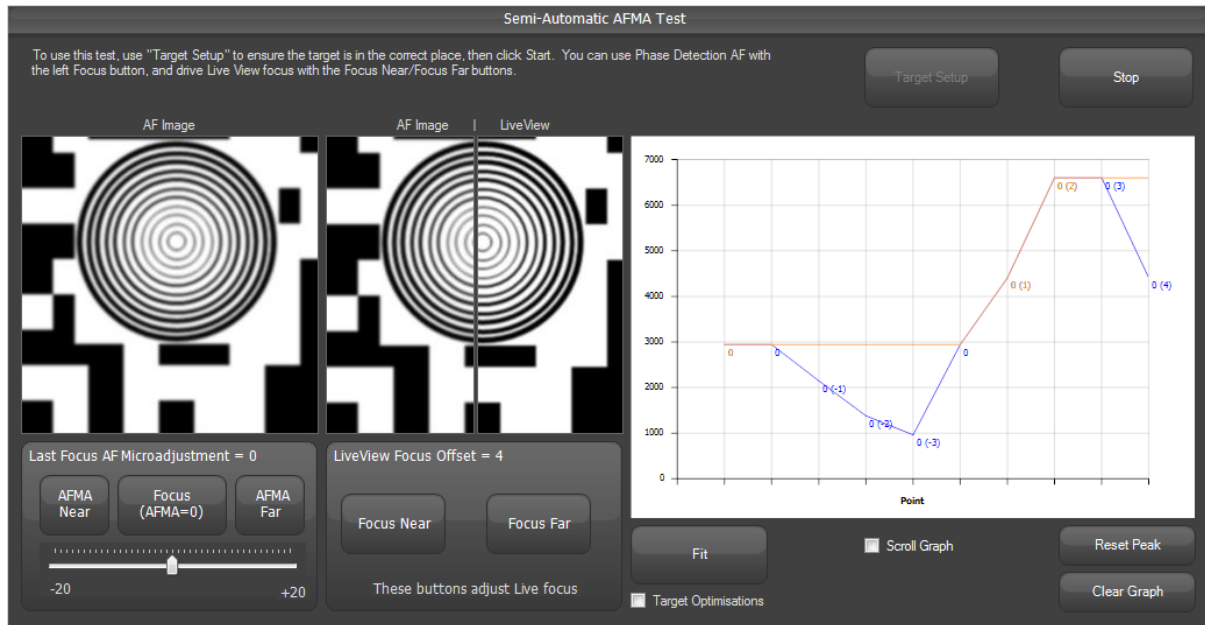 Semi-Automatic AFMA Test
To use this test, use "Target Setup" to ensure the target is in the correct place, then click Start.  You can use Phase Detection AF with
the left Focus button, and drive Live View focus with the Focus Near/Focus Far buttons.
Target Setup
Stop
AF Image
AF Image | LiveView
7000
6000
5000
4000
3000
2000
1000
0
0
0
0 (-1)
0 (-2)
0 (-3)
0
0 (1)
0 (2)
0 (3)
0 (4)
Point
Last Focus AF Microadjustment = 0
AFMA
Near
Focus
(AFMA=0)
AFMA
Far
-20
+20
LiveView Focus Offset = 4
Focus Near
Focus Far
These buttons adjust Live focus
Fit
Scroll Graph
Reset Peak
Target Optimisations
Clear Graph